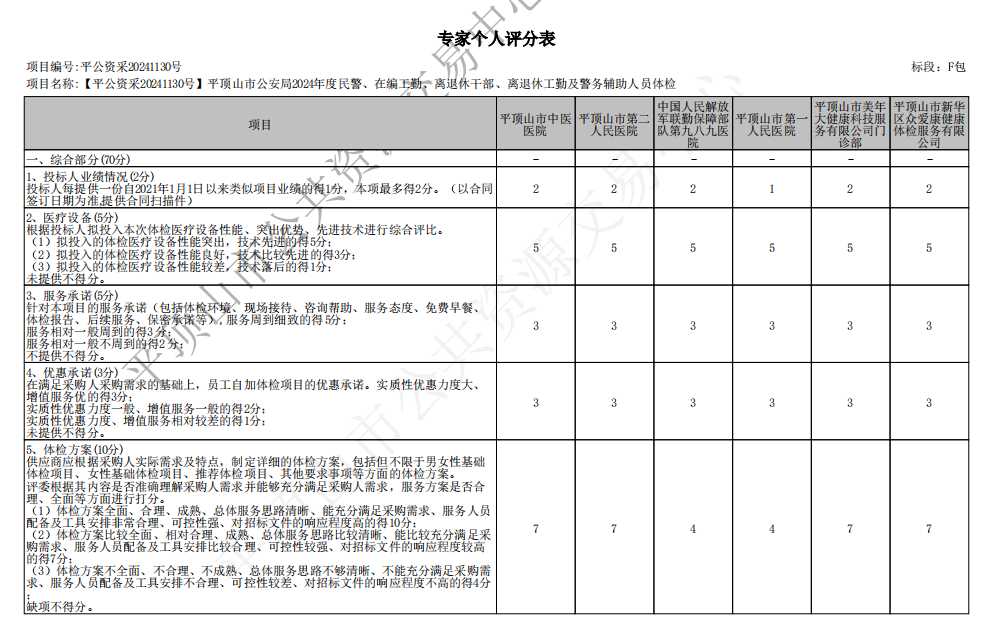 专家个人评分表
项目编号:平公资采20241130号
标段: F包
项目名称:【平公资采20241130号】平顶山市公安局2024年度民警、在编工勤、离退休干部、离退休工勤及警务辅助人员体检
项目 平顶山市中医医院 平顶山市第二人民医院 中国人民解放军联勤保障部队第九八九医院 平顶山市第一人民医院 平顶山市美年大健康科技服务有限公司门诊部 平顶山市新华区众爱康健康体检服务有限公司
一、综合部分(70分) - - - - - -
1、投标人业绩情况(2分)
投标人每提供一份自2021年1月1日以来类似项目业绩的得1分，本项最多得2分。（以合同
签订日期为准,提供合同扫描件）
2 2 2 1 2 2
2、医疗设备(5分)
根据投标人拟投入本次体检医疗设备性能、突出优势、先进技术进行综合评比。
（1）拟投入的体检医疗设备性能突出，技术先进的得5分；
（2）拟投入的体检医疗设备性能良好，技术比较先进的得3分；
（3）拟投入的体检医疗设备性能较差，技术落后的得1分；
未提供不得分。
5 5 5 5 5 5
3、服务承诺(5分)
针对本项目的服务承诺（包括体检环境、现场接待、咨询帮助、服务态度、免费早餐、
体检报告、后续服务、保密承诺等）,服务周到细致的得5分；
服务相对一般周到的得3分；
服务相对一般不周到的得2分；
不提供不得分。
3 3 3 3 3 3
4、优惠承诺(3分)
在满足采购人采购需求的基础上，员工自加体检项目的优惠承诺。实质性优惠力度大、
增值服务优的得3分；
实质性优惠力度一般、增值服务一般的得2分；
实质性优惠力度、增值服务相对较差的得1分；
未提供不得分。
3 3 3 3 3 3
5、体检方案(10分)
供应商应根据采购人实际需求及特点，制定详细的体检方案，包括但不限于男女性基础
体检项目、女性基础体检项目、推荐体检项目、其他要求事项等方面的体检方案。
评委根据其内容是否准确理解采购人需求并能够充分满足采购人需求，服务方案是否合
理、全面等方面进行打分。
（1）体检方案全面、合理、成熟、总体服务思路清晰、能充分满足采购需求、服务人员
配备及工具安排非常合理、可控性强、对招标文件的响应程度高的得10分；
（2）体检方案比较全面、相对合理、成熟、总体服务思路比较清晰、能比较充分满足采
购需求、服务人员配备及工具安排比较合理、可控性较强、对招标文件的响应程度较高
的得7分；
（3）体检方案不全面、不合理、不成熟、总体服务思路不够清晰、不能充分满足采购需
求、服务人员配备及工具安排不合理、可控性较差、对招标文件的响应程度不高的得4分
；
缺项不得分。
7 7 4 4 7 7
平顶山市公共资源交易中心
平顶山市公共资源交易中心